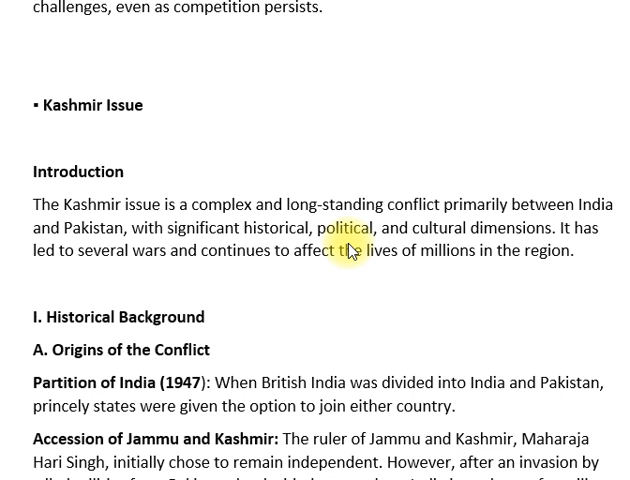 challenges, even as competition persists.
▪ Kashmir Issue
Introduction
The Kashmir issue is a complex and long-standing conflict primarily between India
and Pakistan, with significant historical, political, and cultural dimensions. It has
led to several wars and continues to affect the lives of millions in the region.
I. Historical Background
A. Origins of the Conflict
Partition of India (1947): When British India was divided into India and Pakistan,
princely states were given the option to join either country.
Accession of Jammu and Kashmir: The ruler of Jammu and Kashmir, Maharaja
Hari Singh, initially chose to remain independent. However, after an invasion by